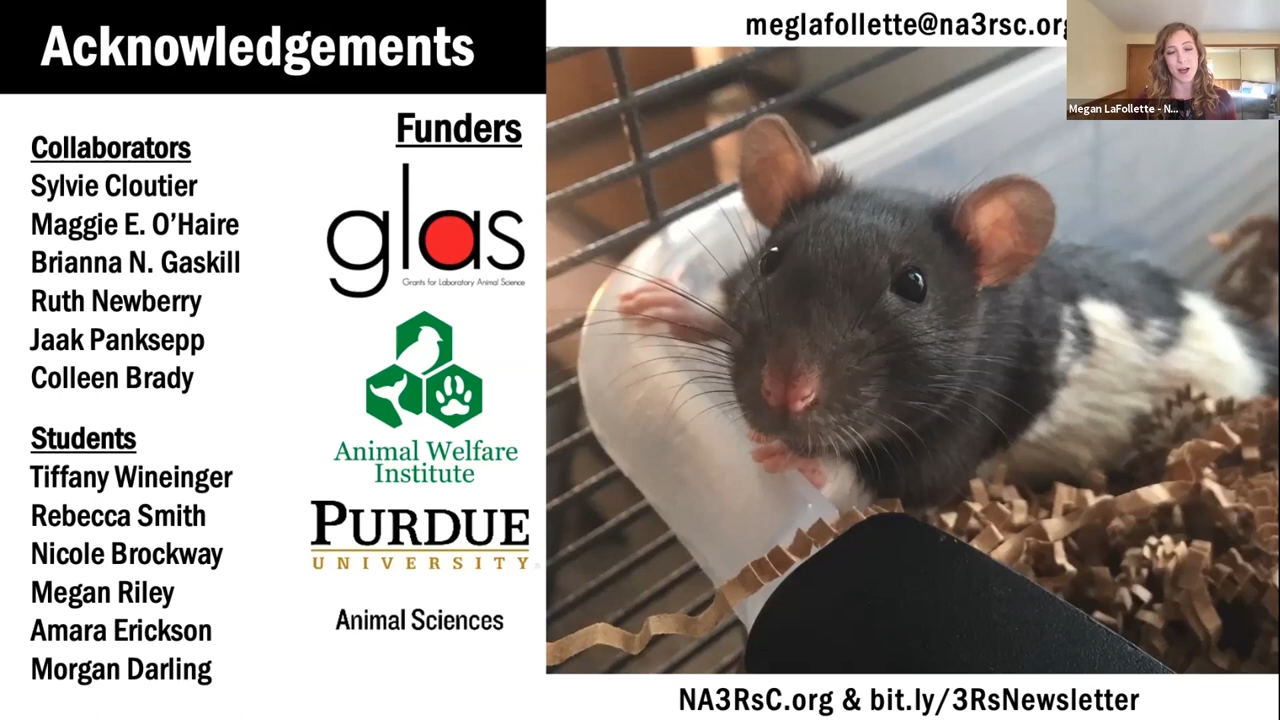 Acknowledgements
Collaborators
Sylvie Cloutier
Maggie E. O’Haire
Brianna N. Gaskill
Ruth Newberry
Jaak Panksepp
Colleen Brady
Students
Tiffany Wineinger
Rebecca Smith
Nicole Brockway
Megan Riley
Amara Erickson
Morgan Darling
Funders
glas
Grants for Laboratory Animal Science
Animal Welfare
Institute
PURDUE
UNIVERSITY
Animal Sciences
meglafollette@na3rsc.org
Megan LaFollette - N...
NA3RsC.org & bit.ly/3RsNewsletter